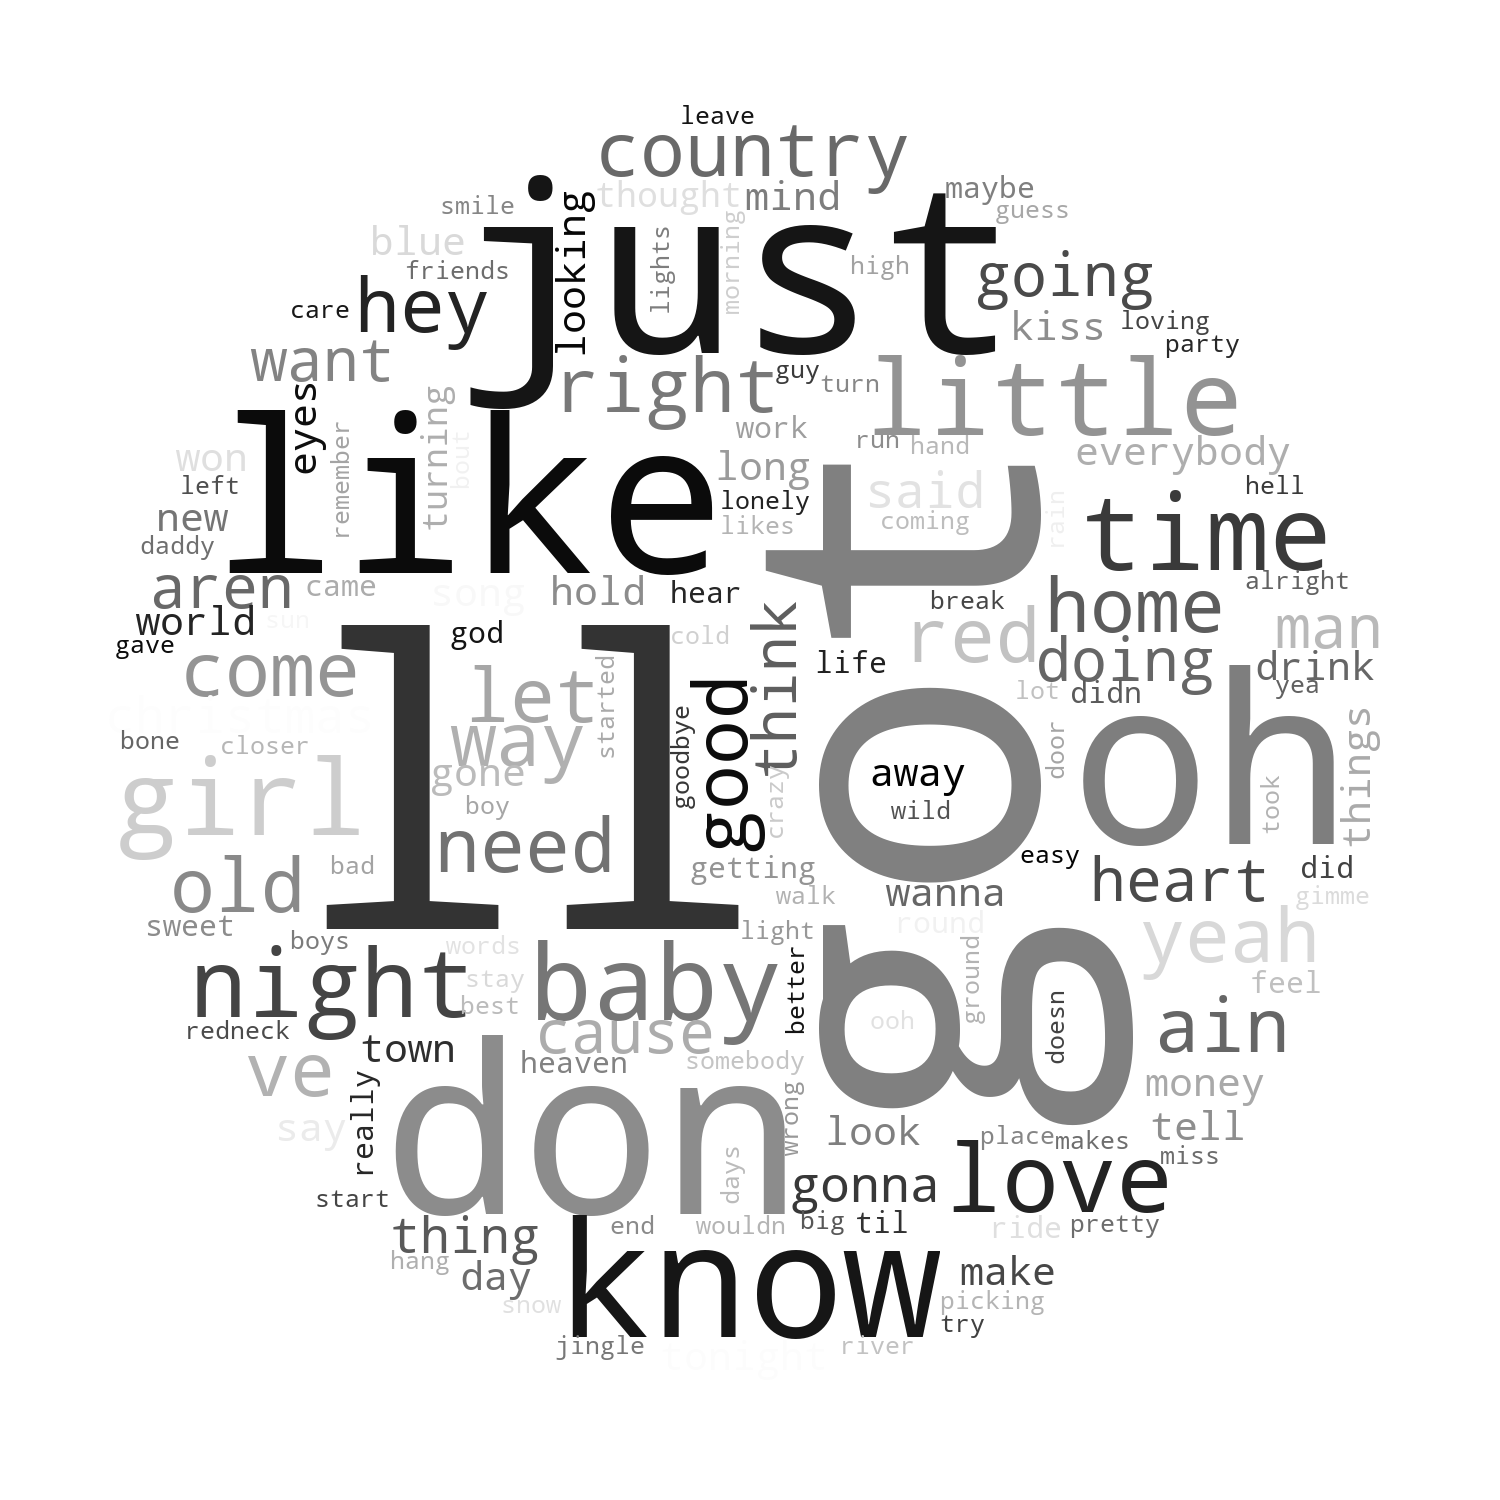 leave
country
thought mind maybe
smile looking guess
just
blue lights morning high
friends going
care hey kiss loving
want right guy turn party
little
eyes turning work run hand
like
won remember bout long everybody
left lonely said hell
new likes coming rain time
daddy got
aren came song hold hear break alright
world sun god cold red home man
gave ll think life doing drink
come let started good lot didn yea
christmas way goodbye ooh
bone closer gone crazy away door things
girl boy wild took
need easy
old bad getting wanna heart did
sweet walk round gimme
boys words light yeah
night stay baby better ground feel
redneck best cause ooh doesn ain
ve town heaven somebody money
say really don wrong look place makes tell
days gonna love miss
start end wouldn big til ride pretty
thing
hang day know make
snow picking
try
jingle tonight river